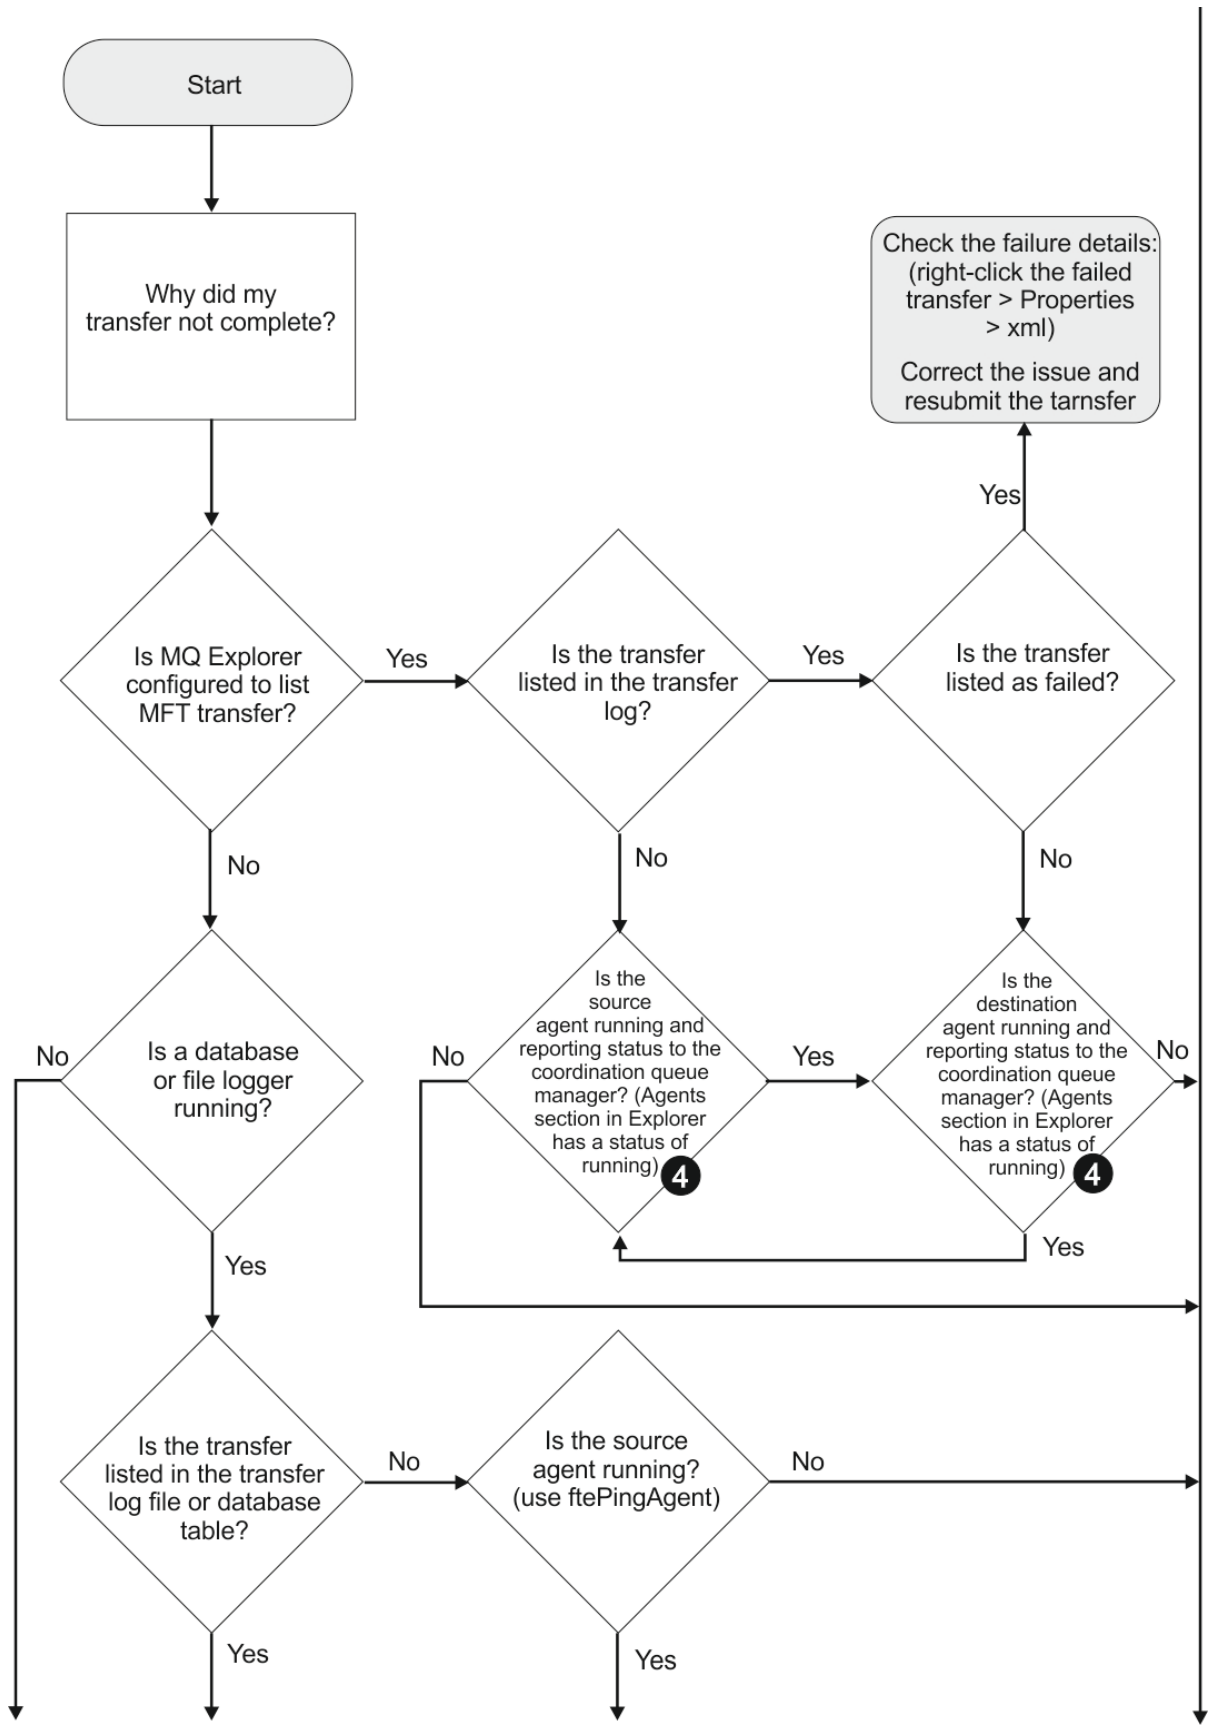 Start
Why did my
transfer not complete?
Check the failure details:
(right-click the failed
transfer > Properties
> xml)
Correct the issue and
resubmit the tarnsfer
Yes
Is MQ Explorer
configured to list
MFT transfer?
Yes
Is the transfer
listed in the transfer
log?
Yes
Is the transfer
listed as failed?
No
No
No
No
Is a database
or file logger
running?
No
Is the
source
agent running and
reporting status to the
coordination queue
manager? (Agents
section in Explorer
has a status of
running)
4
Yes
Is the
destination
agent running and
reporting status to the
coordination queue
manager? (Agents
section in Explorer
has a status of
running)
4
No
Yes
Yes
Is the transfer
listed in the transfer
log file or database
table?
No
Is the source
agent running?
(use ftePingAgent)
No
Yes
Yes